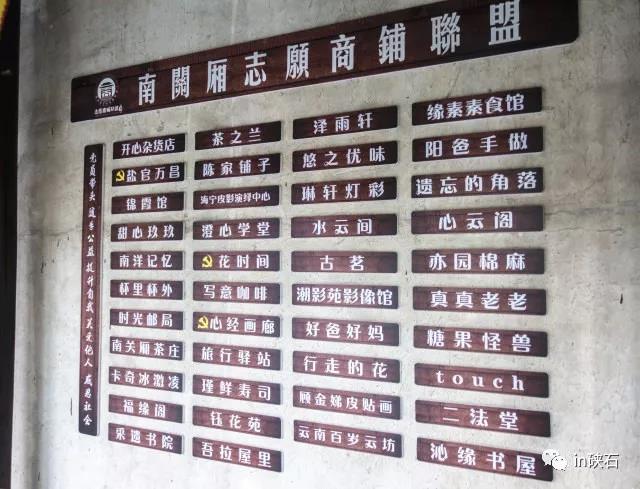 南關厢志願商鋪聯盟
开心杂货店
盐官万昌
锦霞馆
甜心玖玖
南洋记忆
杯里杯外
时光邮局
南关厢茶庄
卡奇冰激凌
福缘阁
采遗书院
茶之兰
陈家铺子
海宁皮影演绎中心
澄心学堂
花时间
写意咖啡
心经画廊
旅行驿站
瑾鲜寿司
钰花苑
吾拉屋里
泽雨轩
悠之优味
琳轩灯彩
水云间
古茗
潮影苑影像馆
好爸好妈
行走的花
顾金娣皮贴画
云南百岁云坊
缘素素食馆
阳爸手做
遗忘的角落
心云阁
亦园棉麻
真真老老
糖果怪兽
touch
二法堂
沁缘书屋
in硖石